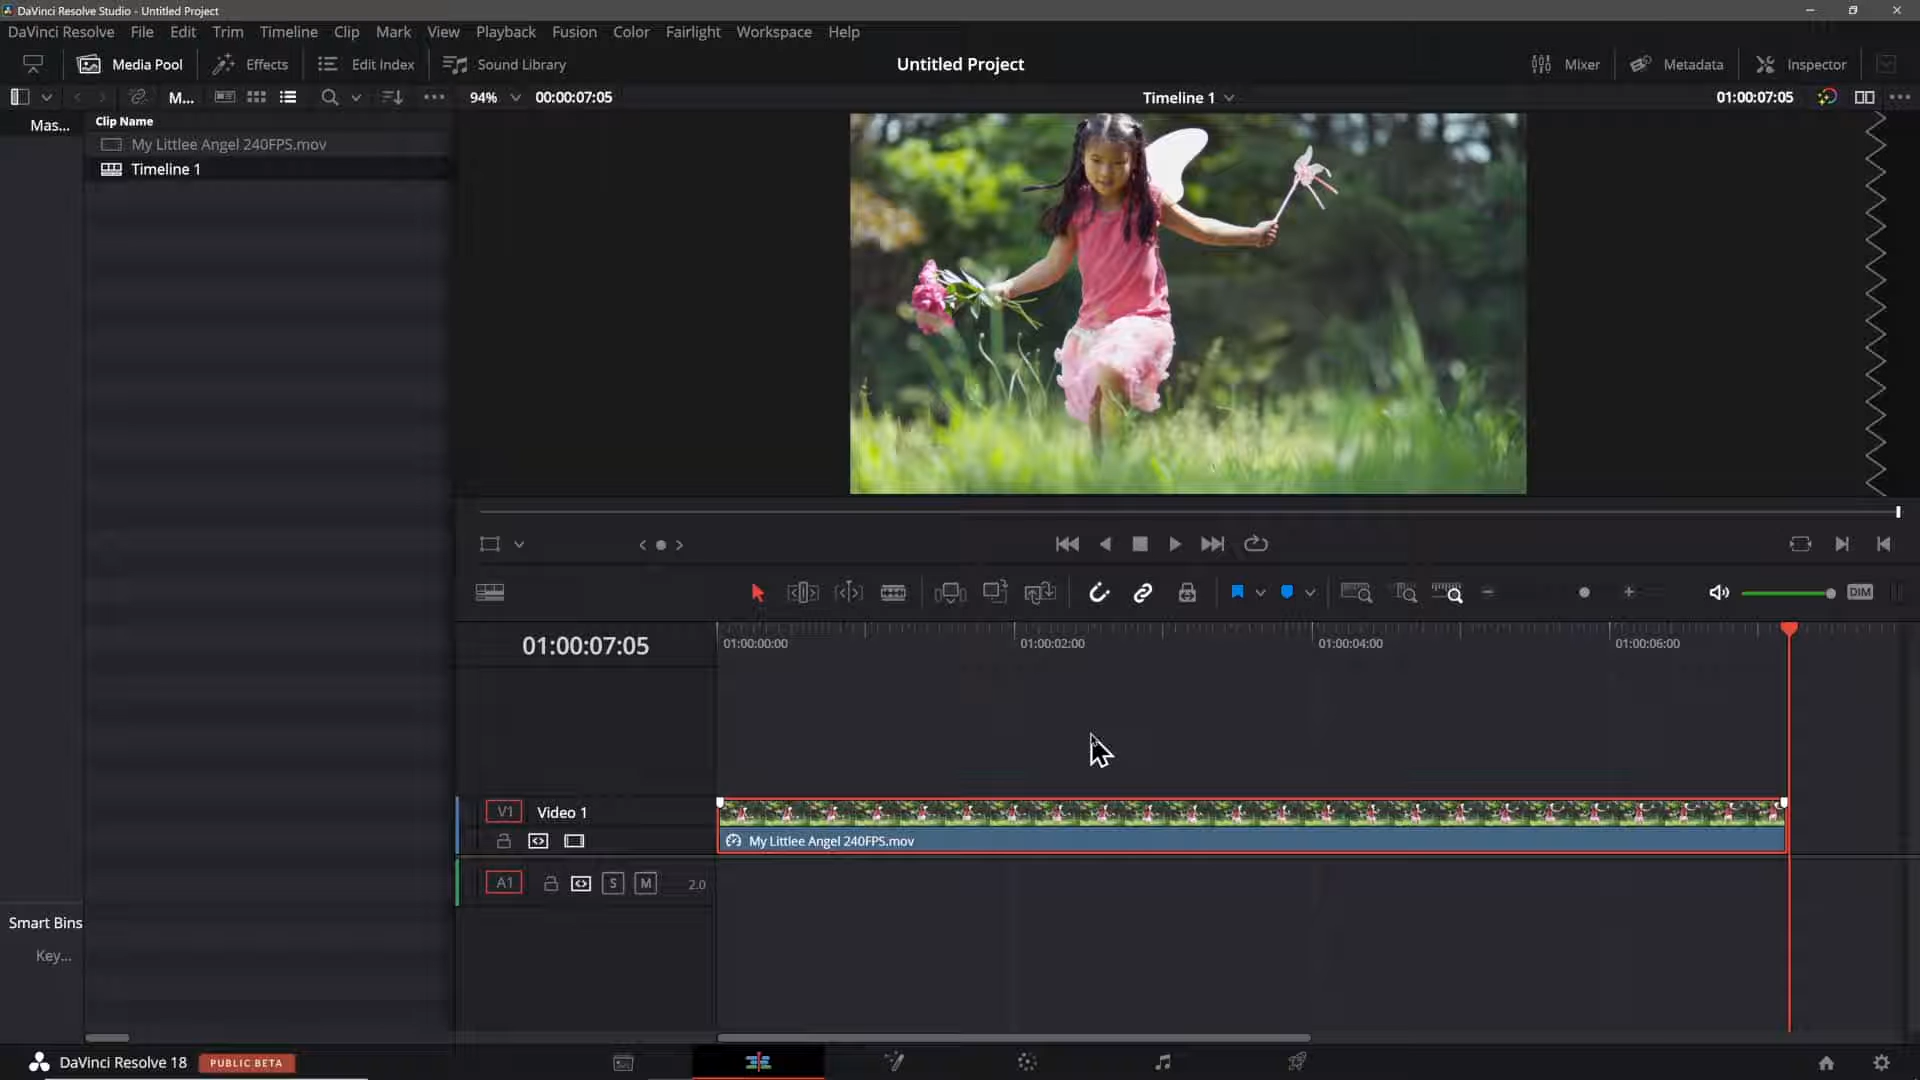 DaVinci Resolve Studio - Untitled Project
DaVinci Resolve File Edit Trim Timeline Clip Mark View Playback Fusion Color Fairlight Workspace Help
Media Pool Effects Edit Index Sound Library Untitled Project Mixer Metadata Inspector
M... 94% 00:00:07:05 Timeline 1 01:00:07:05
Mas... Clip Name
My Littlee Angel 240FPS.mov
Timeline 1
DIM
01:00:07:05 01:00:00:00 01:00:02:00 01:00:04:00 01:00:06:00
V1 Video 1
My Littlee Angel 240FPS.mov
A1 S M 2.0
Smart Bins
Key...
DaVinci Resolve 18 PUBLIC BETA